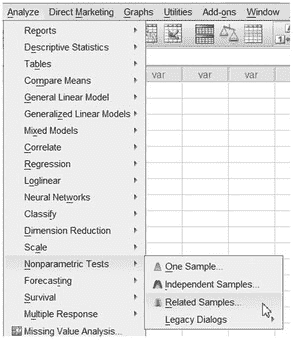 Analyze Direct Marketing Graphs Utilities Add-ons Window
Reports
Descriptive Statistics
Tables
Compare Means
General Linear Model
Generalized Linear Models
Mixed Models
Correlate
Regression
Loglinear
Neural Networks
Classify
Dimension Reduction
Scale
Nonparametric Tests
Forecasting
Survival
Multiple Response
Missing Value Analysis...
var var var
One Sample...
Independent Samples...
Related Samples...
Legacy Dialogs